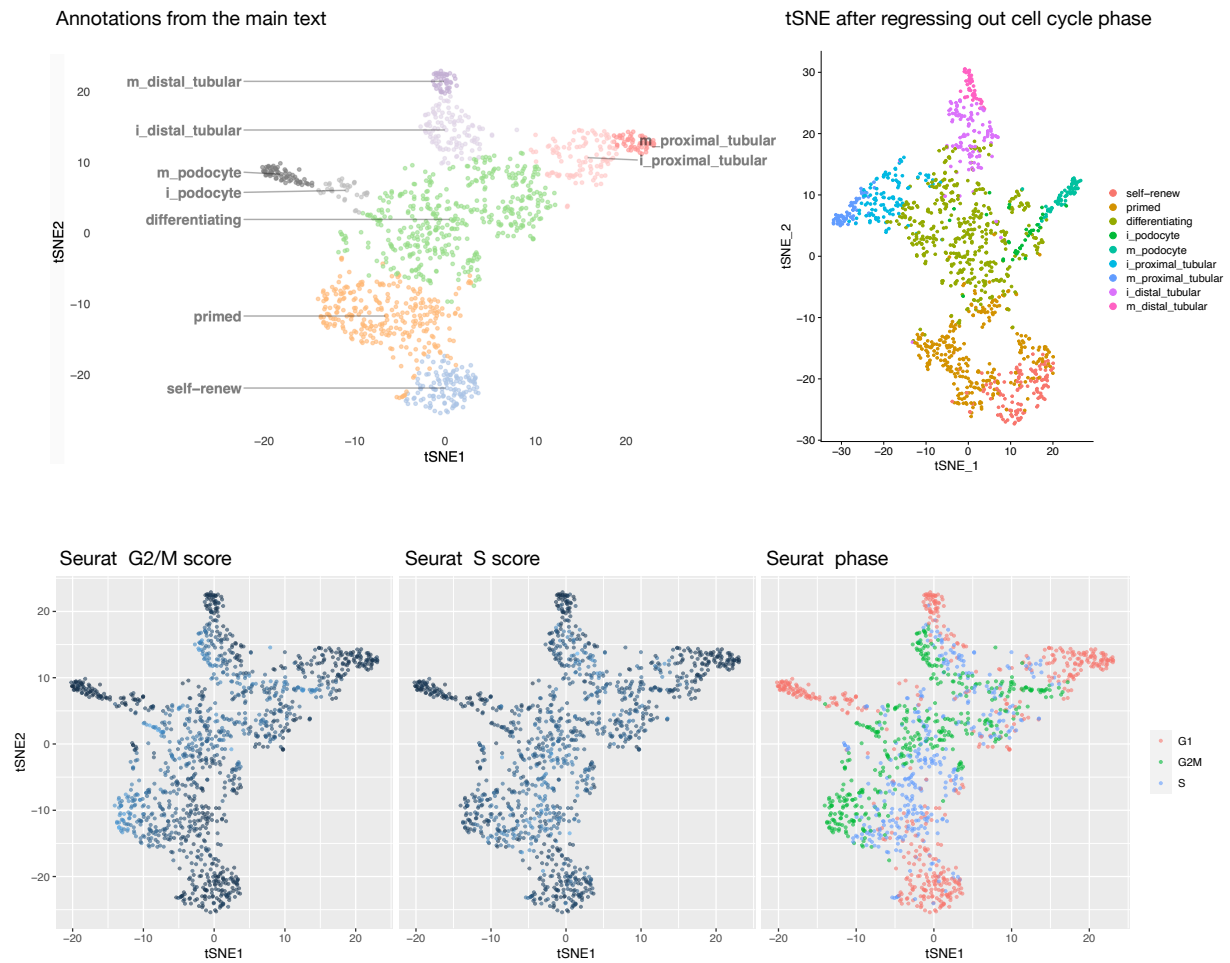 Annotations from the main text
tSNE after regressing out cell cycle phase
m_distal_tubular
i_distal_tubular
m_podocyte
i_podocyte
differentiating
primed
self−renew
m_proximal_tubular
i_proximal_tubular
20
10
0
−10
−20
tSNE2
−20
−10
0
10
20
tSNE1
30
20
10
0
−10
−20
−30
tSNE_2
−30
−20
−10
0
10
20
tSNE_1
self−renew
primed
differentiating
i_podocyte
m_podocyte
i_proximal_tubular
m_proximal_tubular
i_distal_tubular
m_distal_tubular
Seurat G2/M score
Seurat S score
Seurat phase
20
10
0
−10
−20
tSNE2
−20
−10
0
10
20
tSNE1
−20
−10
0
10
20
tSNE1
−20
−10
0
10
20
tSNE1
G1
G2M
S